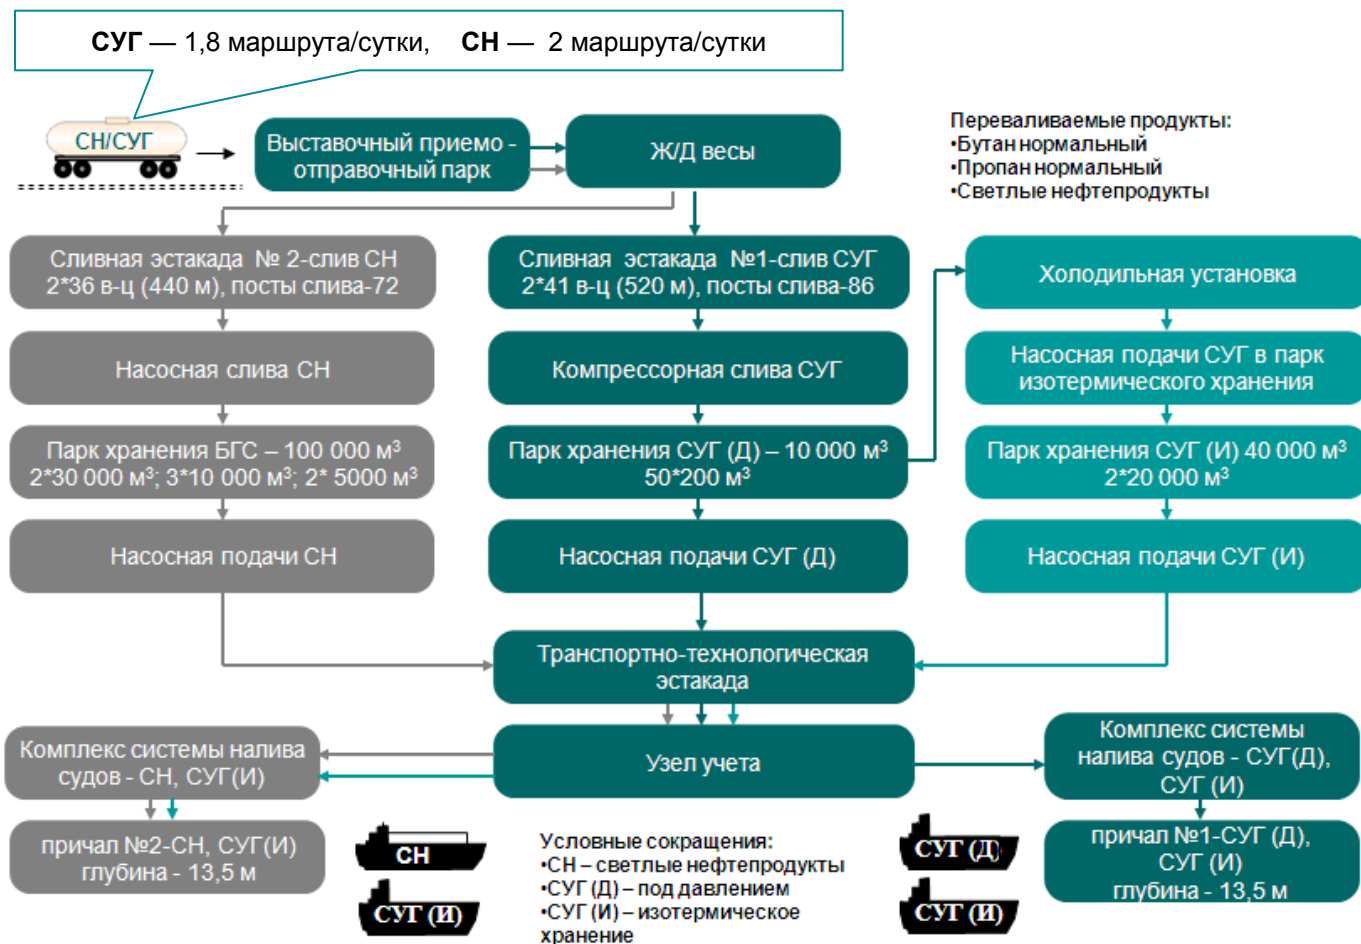 СУГ — 1,8 маршрута/сутки, СН — 2 маршрута/сутки
СН/СУГ
Выставочный приемо -
отправочный парк
Ж/Д весы
Переваливаемые продукты:
•Бутан нормальный
•Пропан нормальный
•Светлые нефтепродукты
Сливная эстакада № 2-слив СН
2*36 в-ц (440 м), посты слива-72
Сливная эстакада №1-слив СУГ
2*41 в-ц (520 м), посты слива-86
Холодильная установка
Насосная слива СН
Компрессорная слива СУГ
Насосная подачи СУГ в парк
изотермического хранения
Парк хранения БГС – 100 000 м³
2*30 000 м³; 3*10 000 м³; 2* 5000 м³
Парк хранения СУГ (Д) – 10 000 м³
50*200 м³
Парк хранения СУГ (И) 40 000 м³
2*20 000 м³
Насосная подачи СН
Насосная подачи СУГ (Д)
Насосная подачи СУГ (И)
Транспортно-технологическая
эстакада
Комплекс системы налива
судов - СН, СУГ(И)
Узел учета
Комплекс системы
налива судов - СУГ(Д),
СУГ (И)
причал №2-СН, СУГ(И)
глубина - 13,5 м
СН
СУГ (И)
Условные сокращения:
•СН – светлые нефтепродукты
•СУГ (Д) – под давлением
•СУГ (И) – изотермическое
хранение
СУГ (Д)
СУГ (И)
причал №1-СУГ (Д),
СУГ (И)
глубина - 13,5 м